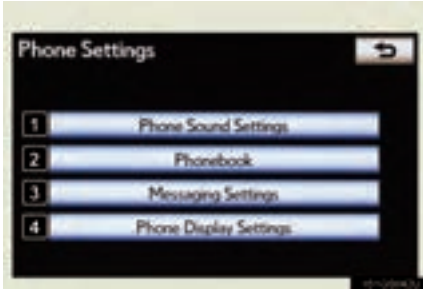 Phone Settings
1 Phone Sound Settings
2 Phonebook
3 Messaging Settings
4 Phone Display Settings